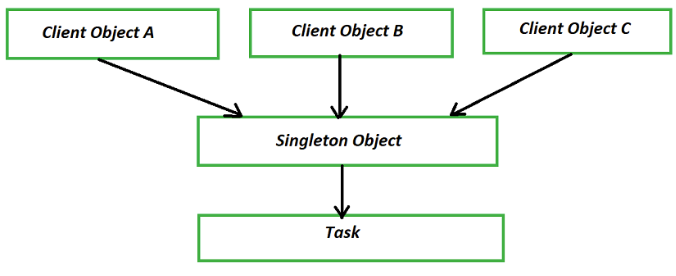 Client Object A
Client Object B
Client Object C
Singleton Object
Task